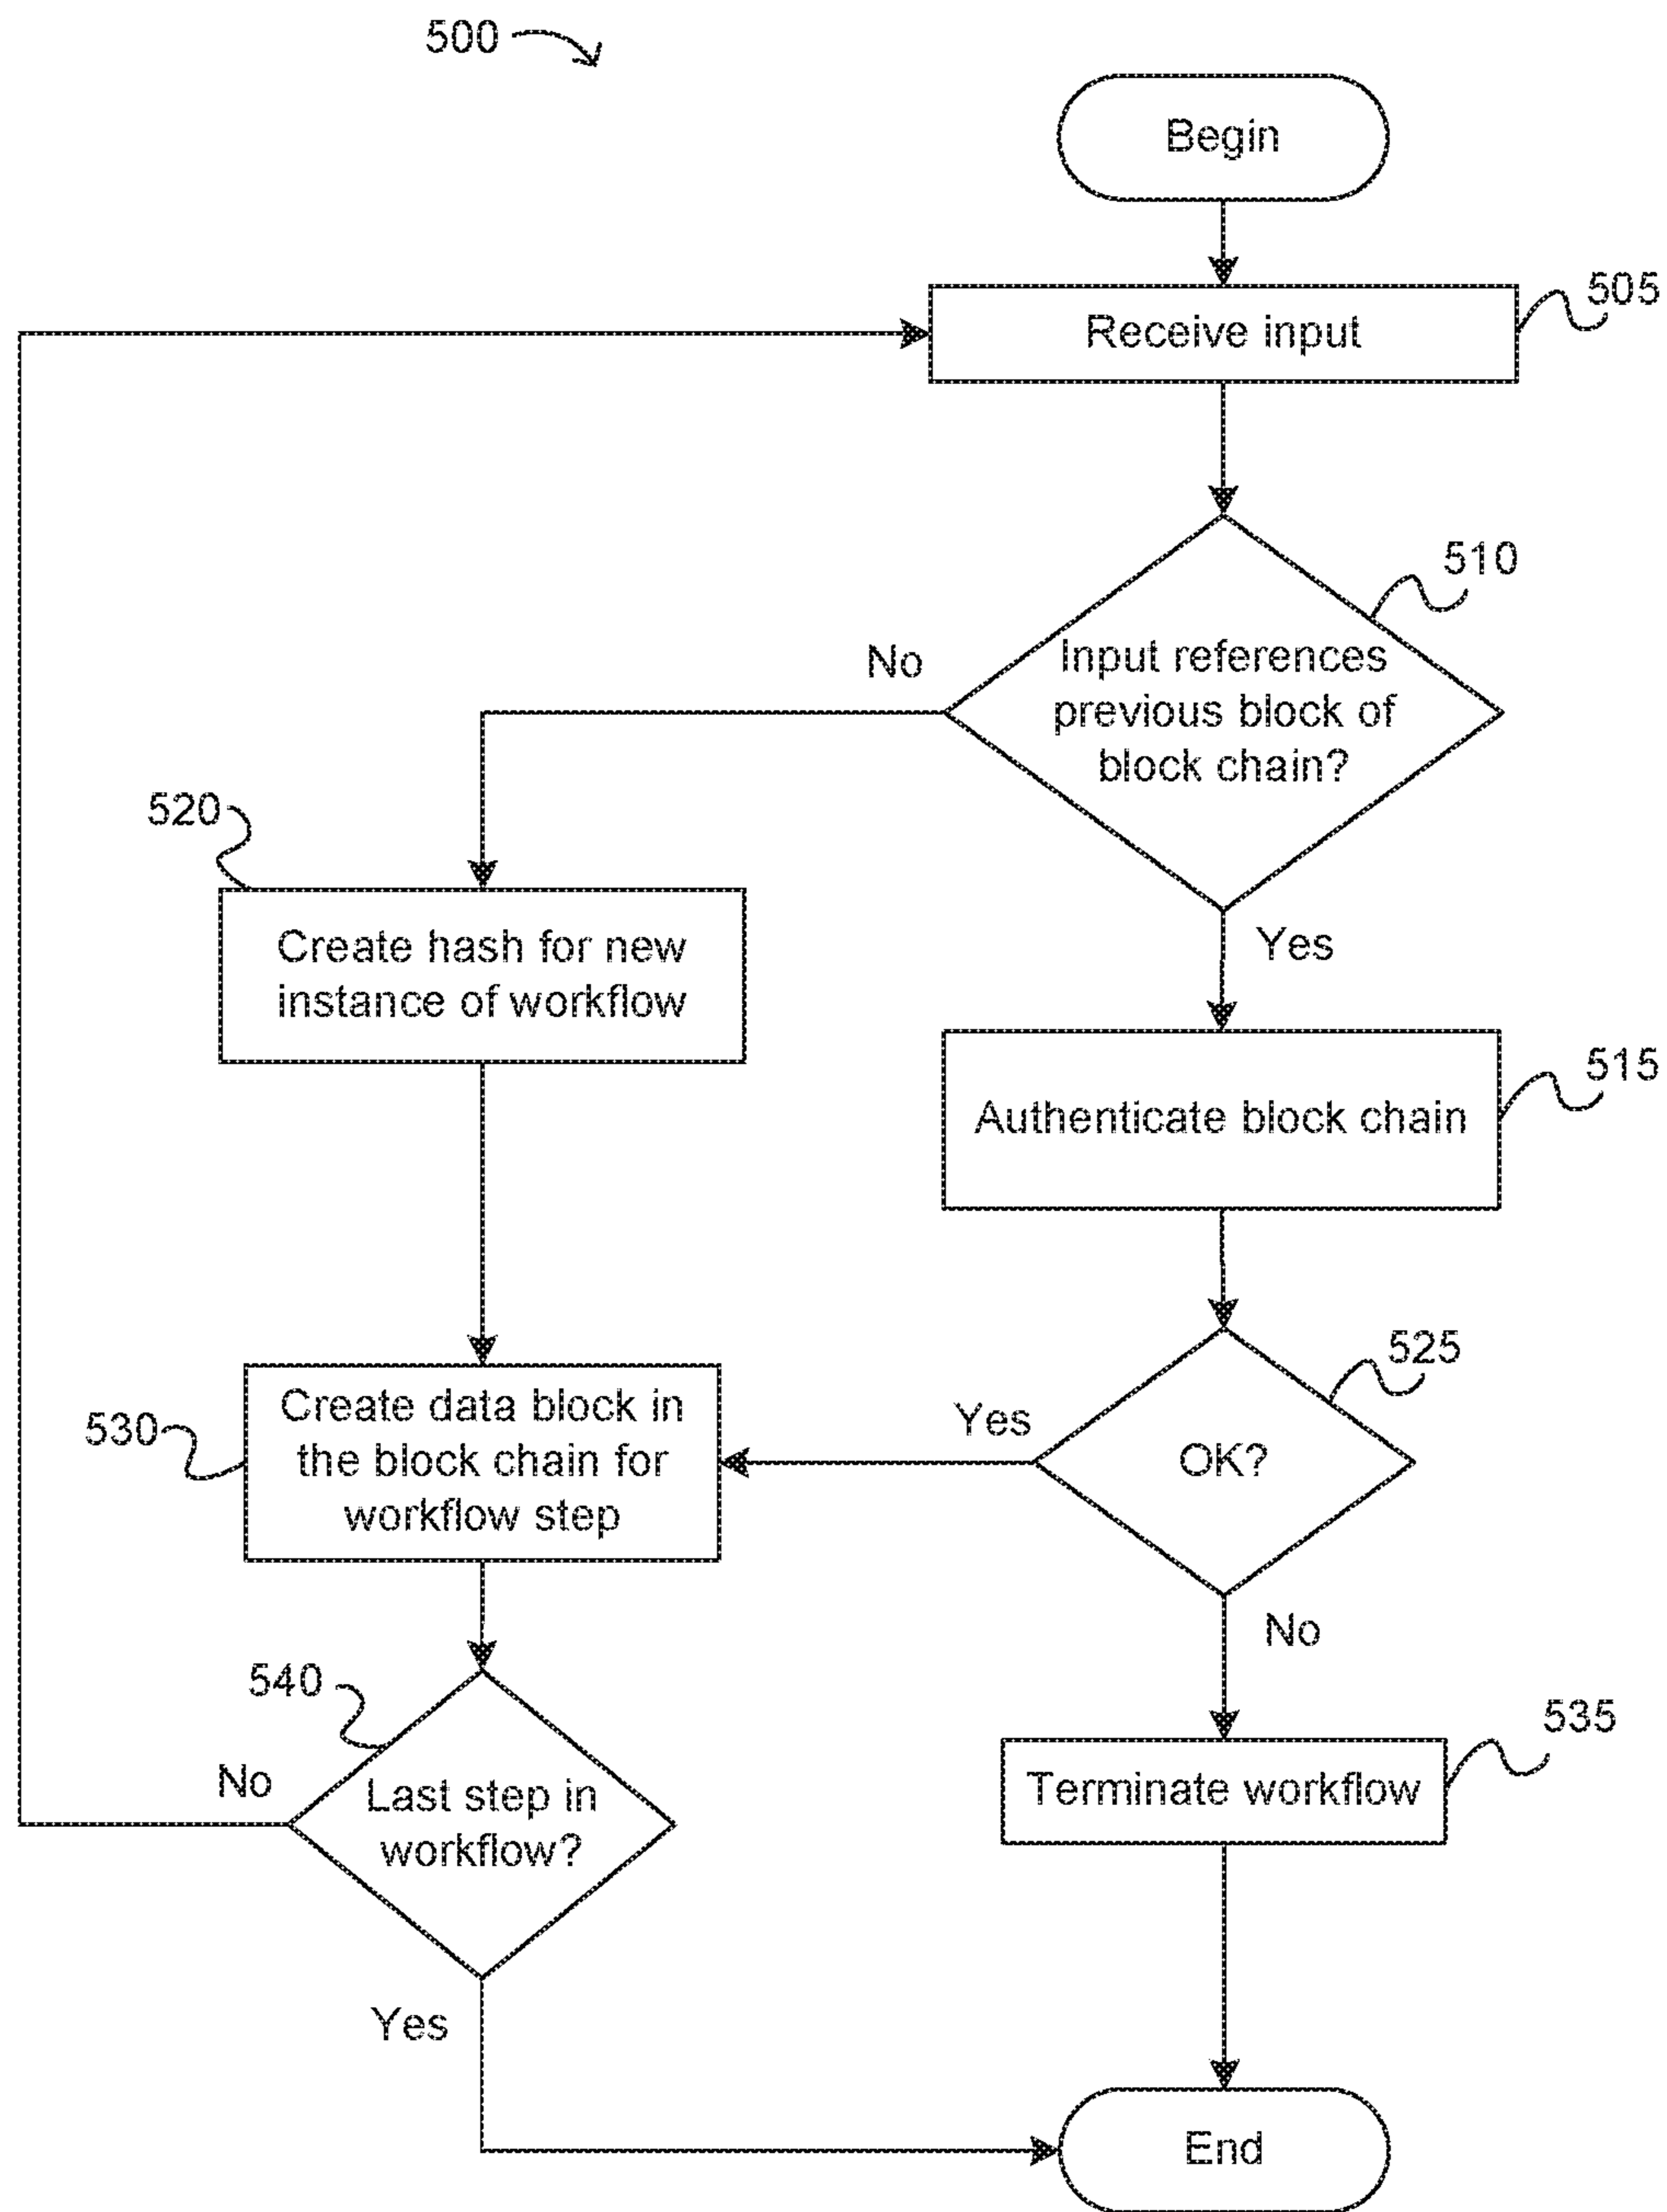 500
Begin
505
Receive input
510
Input references
previous block of
block chain?
No
Yes
520
Create hash for new
instance of workflow
515
Authenticate block chain
525
OK?
Yes
No
530
Create data block in
the block chain for
workflow step
540
Last step in
workflow?
No
Yes
535
Terminate workflow
End